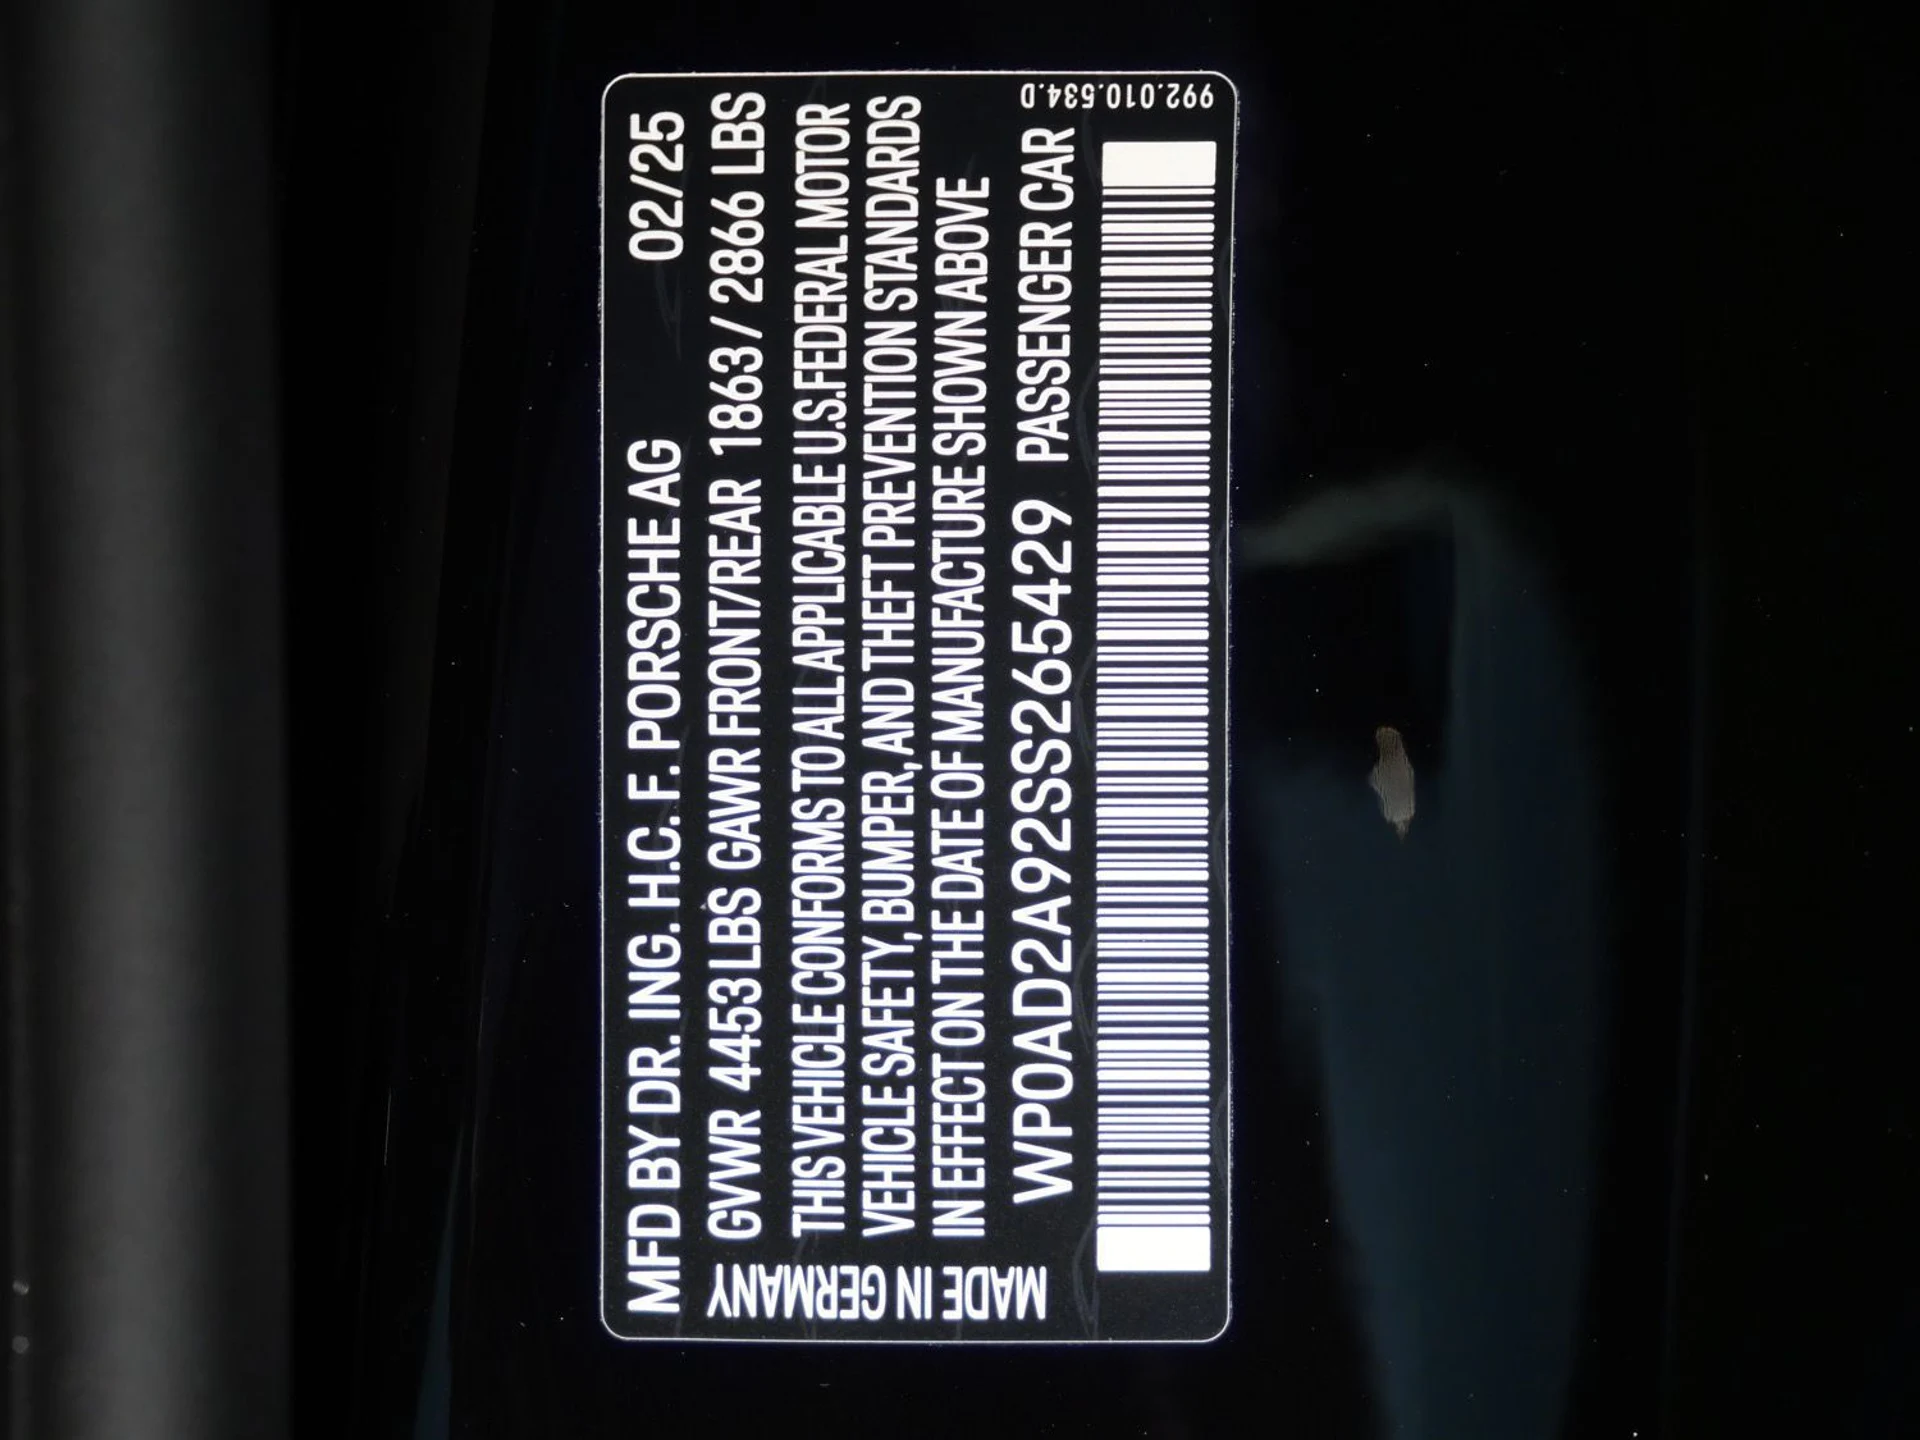 MFD BY DR. ING. H.C. F. PORSCHE AG 02/25
GVWR 4453 LBS GAWR FRONT/REAR 1863 / 2866 LBS
THIS VEHICLE CONFORMS TO ALL APPLICABLE U.S. FEDERAL MOTOR
VEHICLE SAFETY, BUMPER, AND THEFT PREVENTION STANDARDS
IN EFFECT ON THE DATE OF MANUFACTURE SHOWN ABOVE
WP0AD2A92SS265429 PASSENGER CAR
MADE IN GERMANY
992.010.534.D